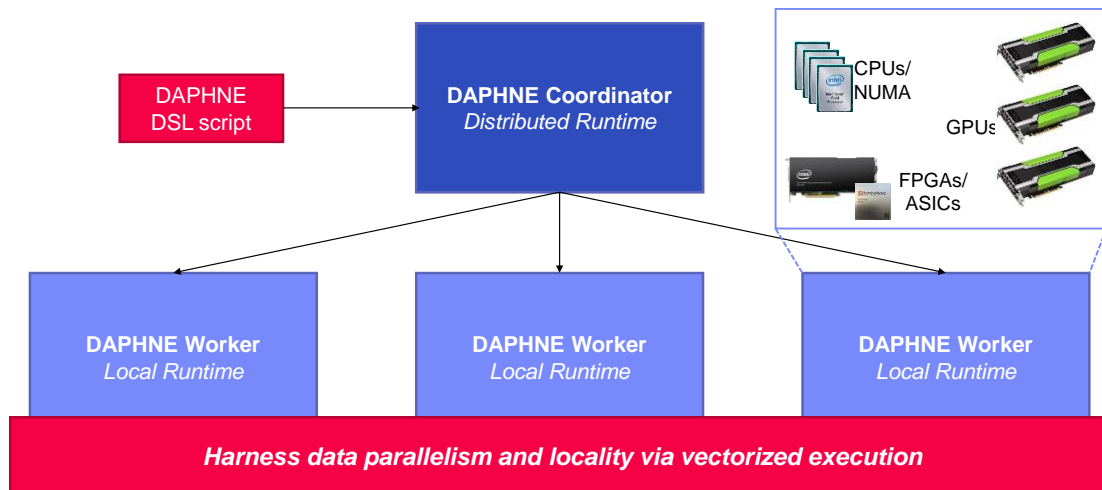 DAPHNE
DSL script
DAPHNE Coordinator
Distributed Runtime
CPUs/
NUMA
GPUs
FPGAs/
ASICs
intel
DAPHNE Worker
Local Runtime
DAPHNE Worker
Local Runtime
DAPHNE Worker
Local Runtime
Harness data parallelism and locality via vectorized execution